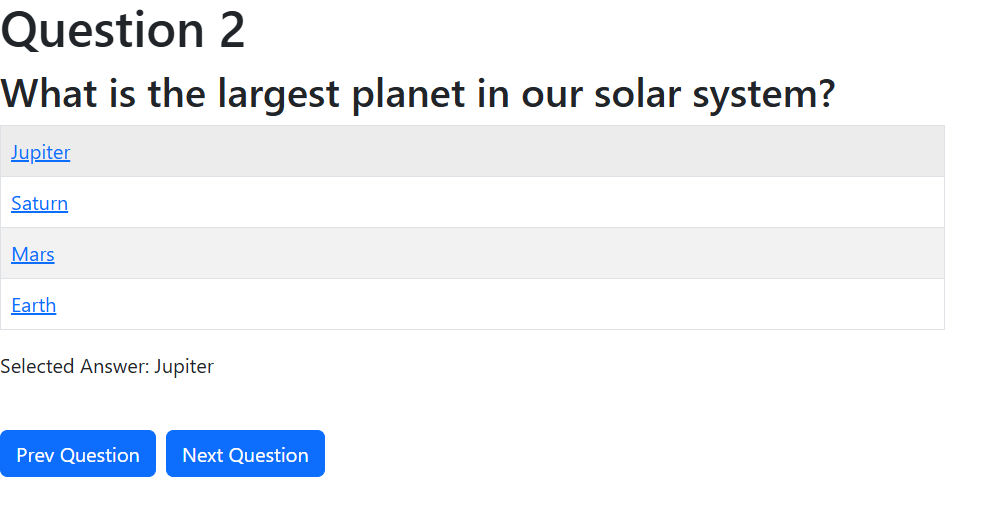 Question 2
What is the largest planet in our solar system?
Jupiter
Saturn
Mars
Earth
Selected Answer: Jupiter
Prev Question Next Question